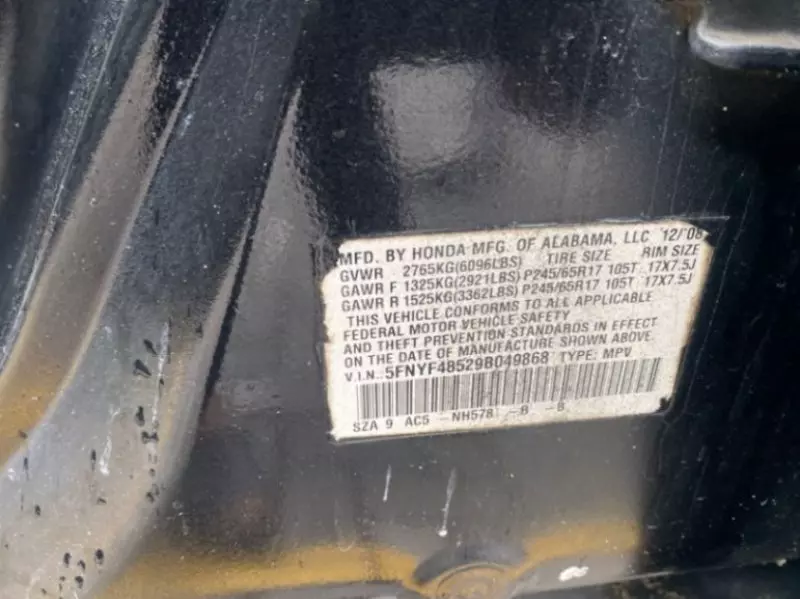 MFD. BY HONDA MFG. OF ALABAMA, LLC 12/'08
GVWR 2765KG(6096LBS) TIRE SIZE RIM SIZE
GAWR F 1325KG(2921LBS) P245/65R17 105T 17X7.5J
GAWR R 1525KG(3362LBS) P245/65R17 105T 17X7.5J
THIS VEHICLE CONFORMS TO ALL APPLICABLE
FEDERAL MOTOR VEHICLE SAFETY
AND THEFT PREVENTION STANDARDS IN EFFECT
ON THE DATE OF MANUFACTURE SHOWN ABOVE.
V.I.N. 5FNYF48529B049868 TYPE: MPV
SZA 9 AC5 -NH578 -B -B